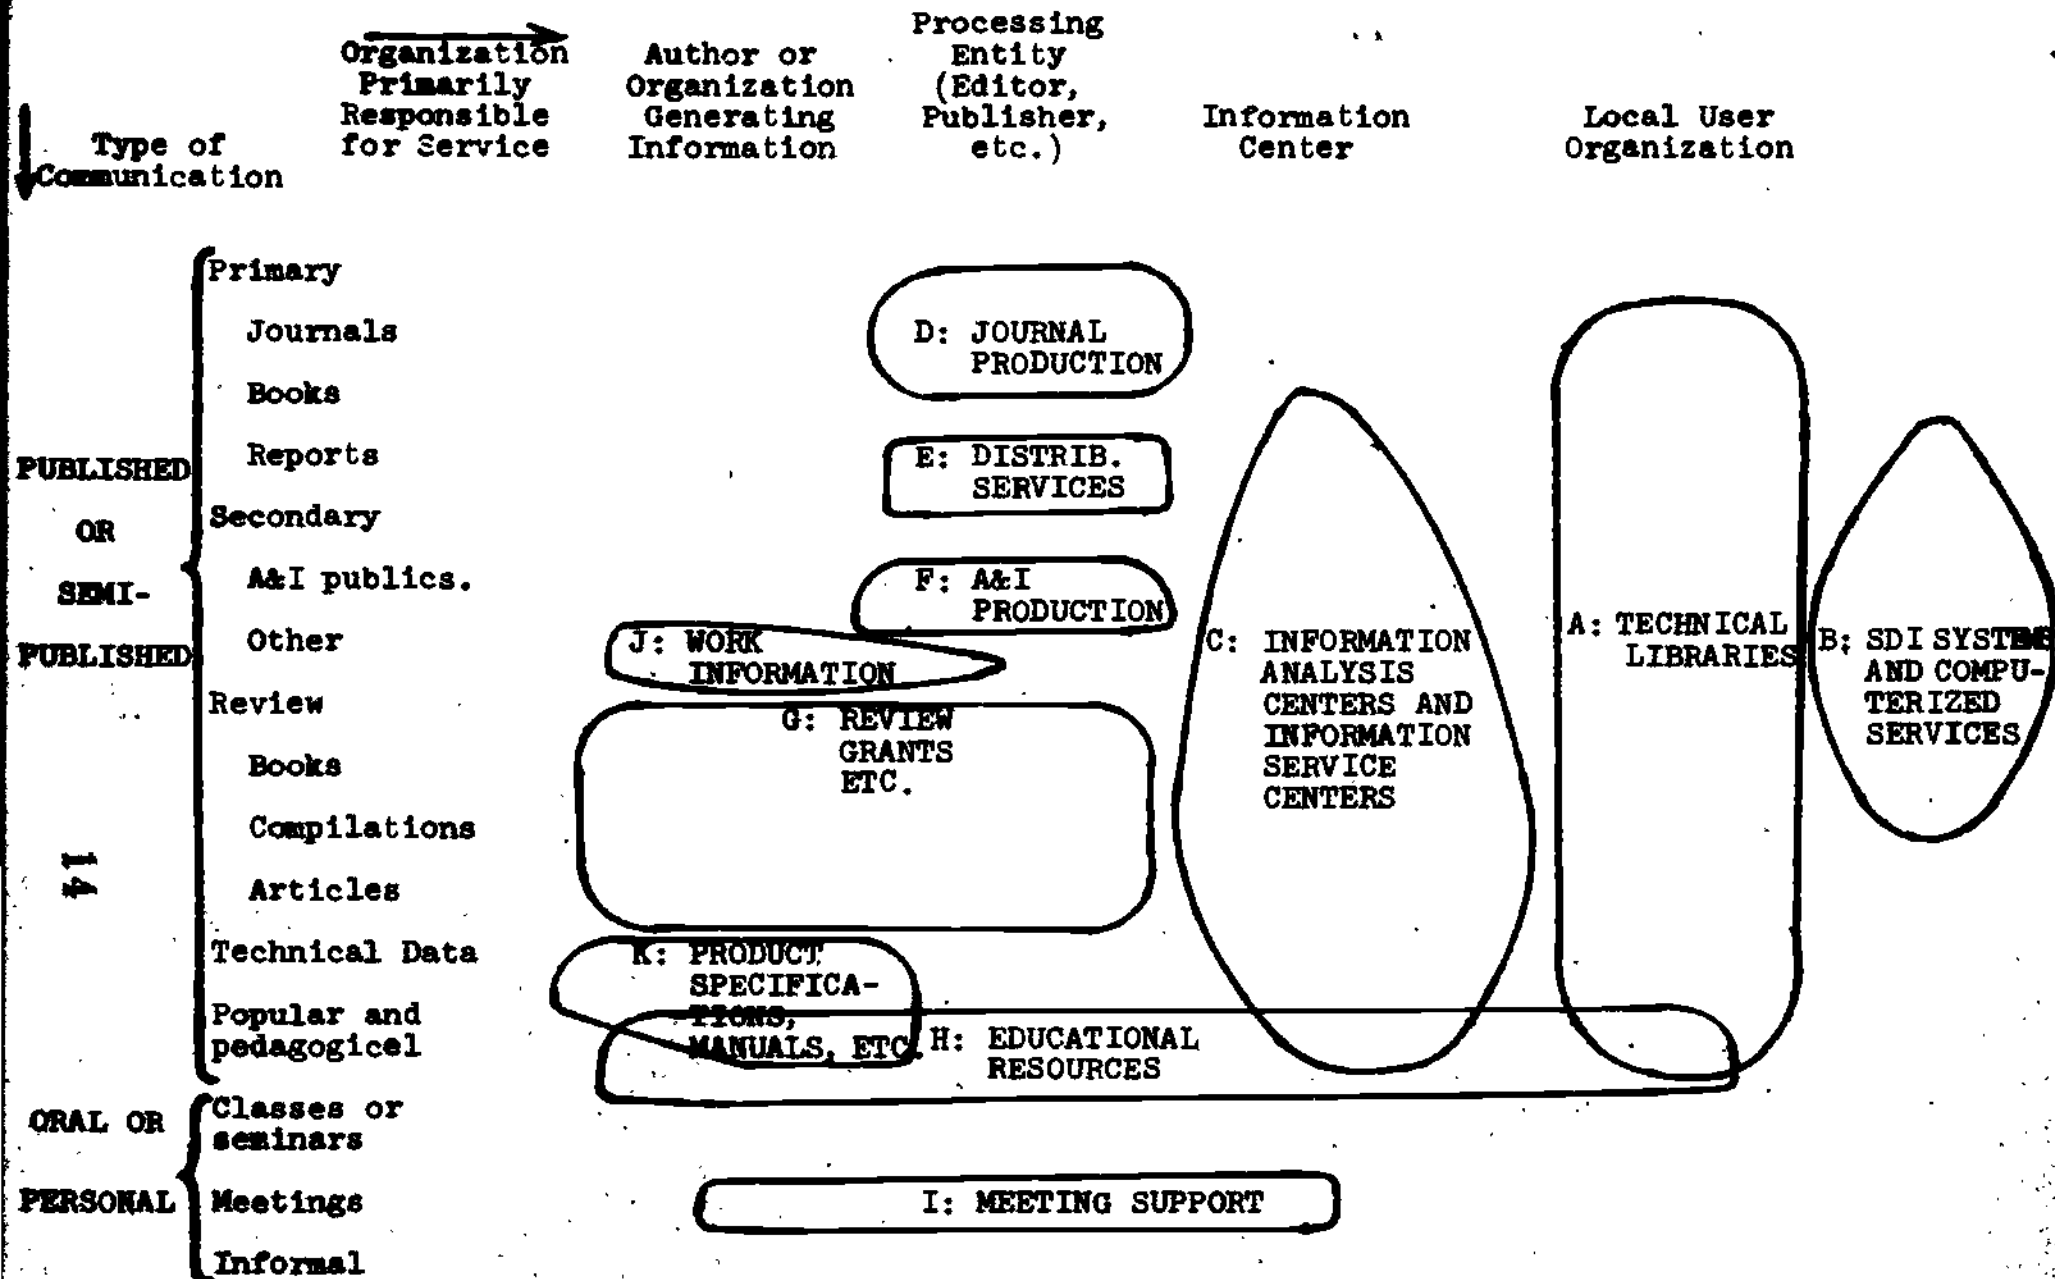 Organization
Primarily
Responsible
for Service
Author or
Organization
Generating
Information
Processing
Entity
(Editor,
Publisher,
etc.)
Information
Center
Local User
Organization
Type of
Communication
PUBLISHED
OR
SEMI-
PUBLISHED
Primary
Journals
Books
Reports
Secondary
A&I publics.
Other
Review
Books
Compilations
Articles
Technical Data
Popular and
pedagogicel
ORAL OR
PERSONAL
Classes or
seminars
Meetings
Informal
D: JOURNAL
PRODUCTION
E: DISTRIB.
SERVICES
F: A&I
PRODUCTION
J: WORK
INFORMATION
G: REVIEW
GRANTS
ETC.
K: PRODUCT
SPECIFICA-
TIONS,
MANUALS, ETC.
H: EDUCATIONAL
RESOURCES
I: MEETING SUPPORT
C: INFORMATION
ANALYSIS
CENTERS AND
INFORMATION
SERVICE
CENTERS
A: TECHNICAL
LIBRARIES
B: SDI SYSTEMS
AND COMPU-
TERIZED
SERVICES
14